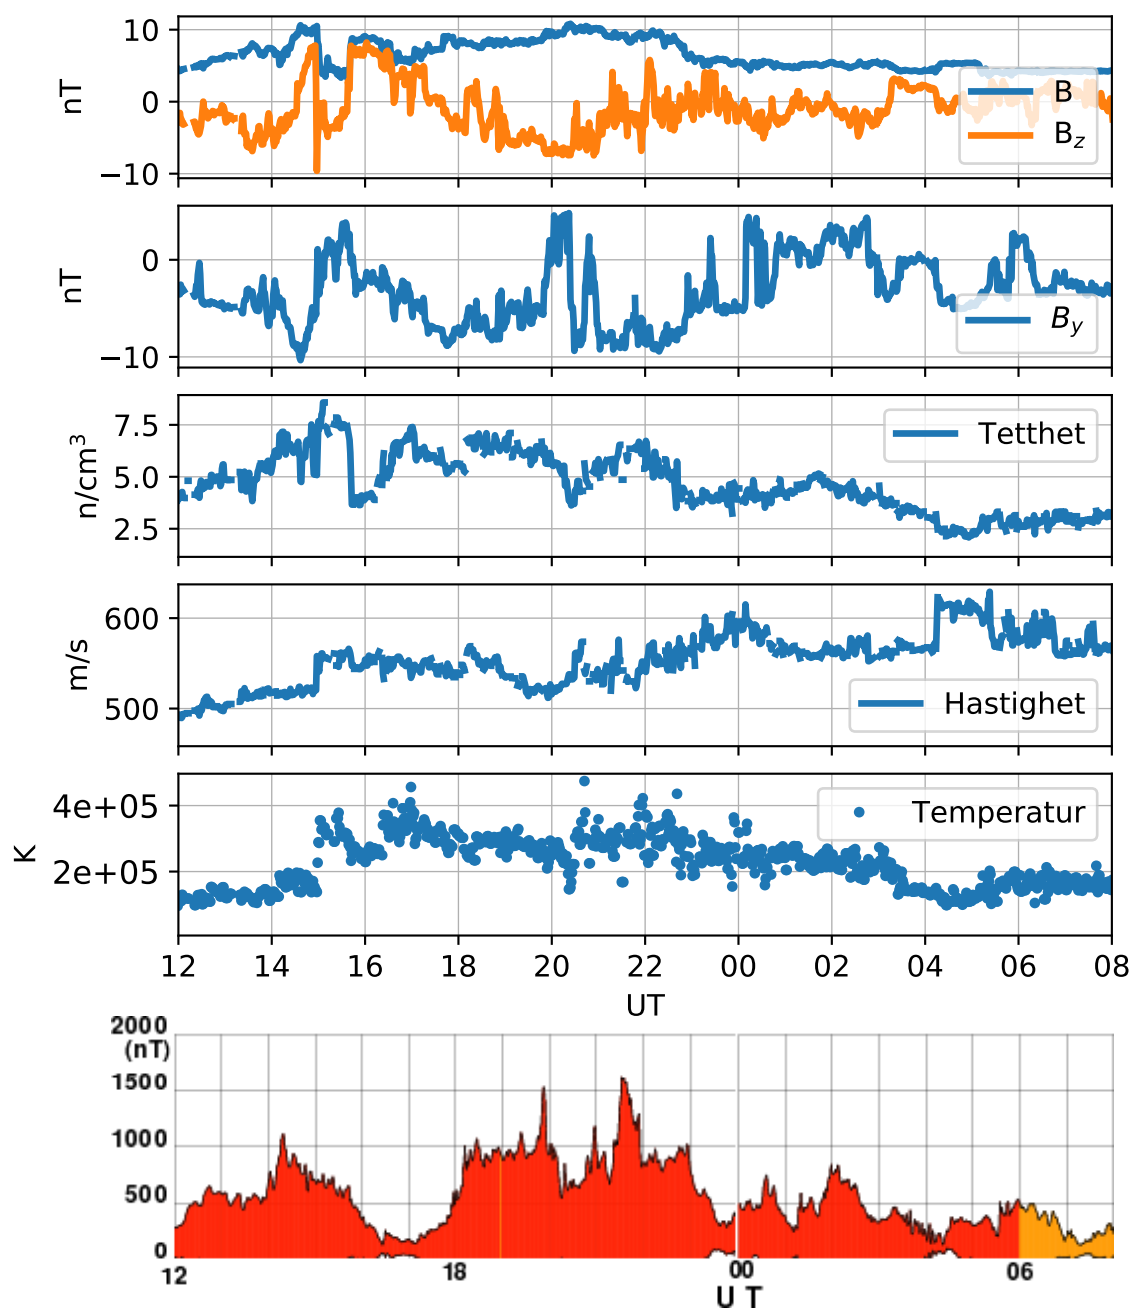 10
0
−10
nT
B
B_z
0
−10
nT
B_y
7.5
5.0
2.5
n/cm³
Tetthet
600
500
m/s
Hastighet
4e+05
2e+05
K
Temperatur
12 14 16 18 20 22 00 02 04 06 08
UT
2000
(nT)
1500
1000
500
0
12 18 00 06
U T